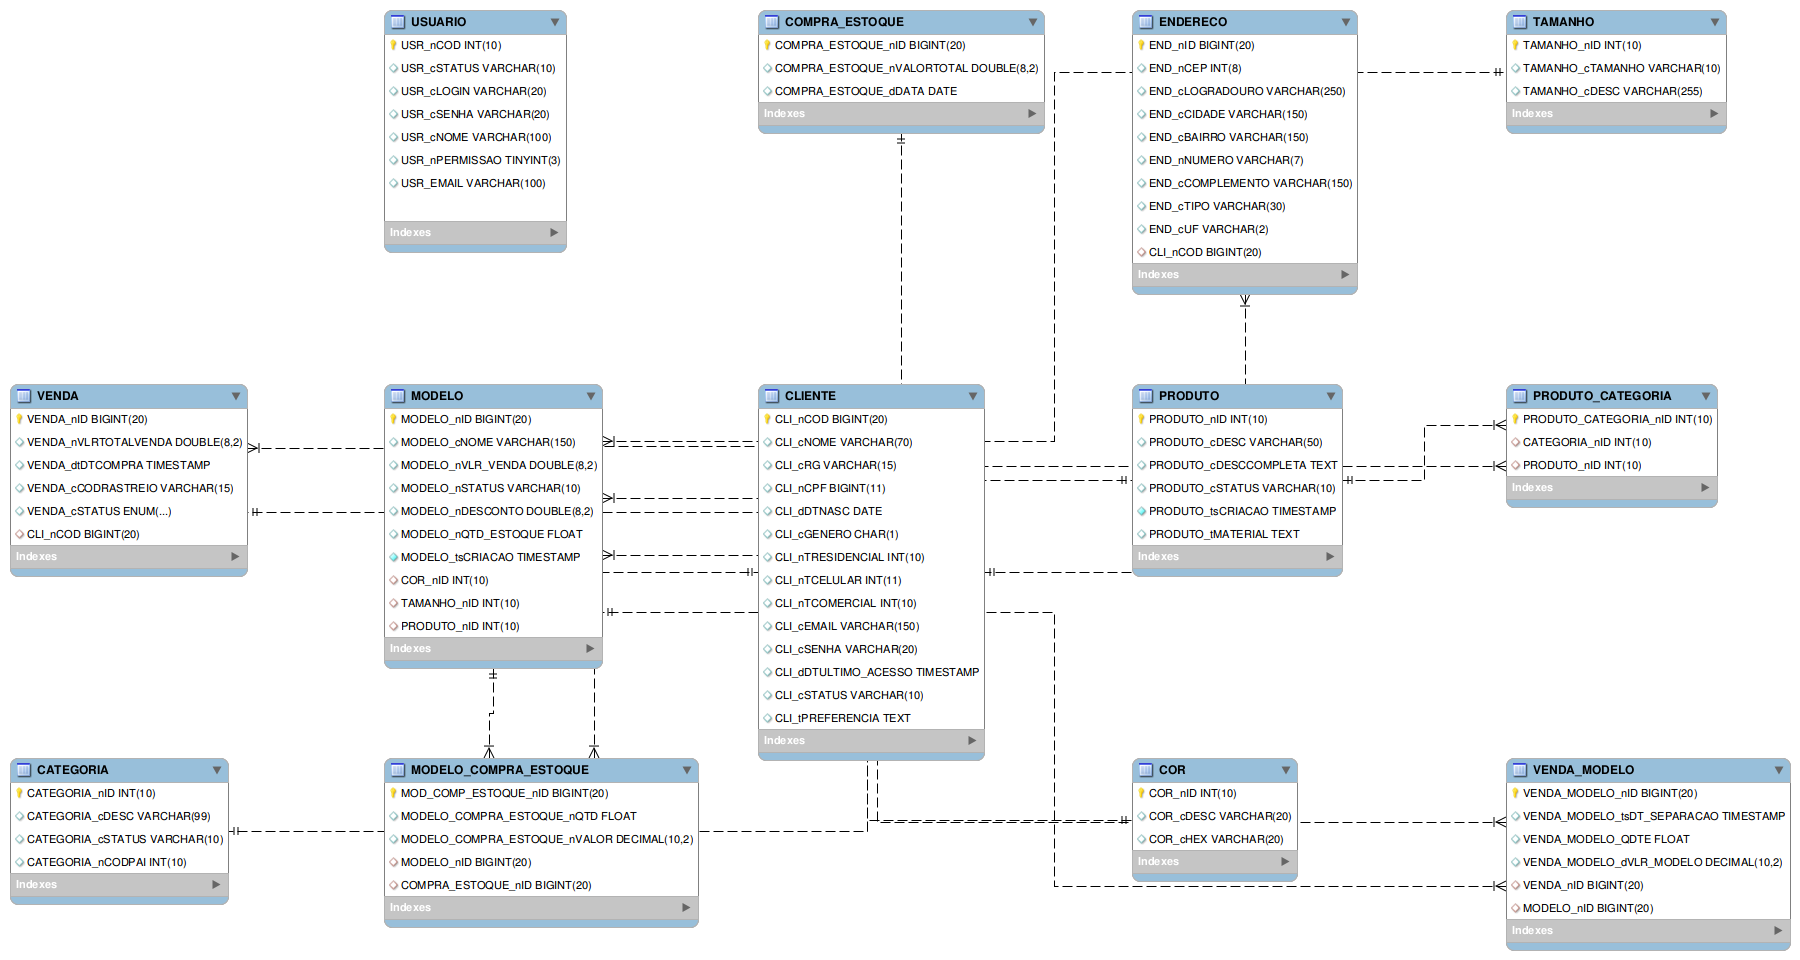 USUARIO
USR_nCOD INT(10)
USR_cSTATUS VARCHAR(10)
USR_cLOGIN VARCHAR(20)
USR_cSENHA VARCHAR(20)
USR_cNOME VARCHAR(100)
USR_nPERMISSAO TINYINT(3)
USR_EMAIL VARCHAR(100)
Indexes
COMPRA_ESTOQUE
COMPRA_ESTOQUE_nID BIGINT(20)
COMPRA_ESTOQUE_nVALORTOTAL DOUBLE(8,2)
COMPRA_ESTOQUE_dDATA DATE
Indexes
ENDERECO
END_nID BIGINT(20)
END_nCEP INT(8)
END_cLOGRADOURO VARCHAR(250)
END_cCIDADE VARCHAR(150)
END_cBAIRRO VARCHAR(150)
END_nNUMERO VARCHAR(7)
END_cCOMPLEMENTO VARCHAR(150)
END_cTIPO VARCHAR(30)
END_cUF VARCHAR(2)
CLI_nCOD BIGINT(20)
Indexes
TAMANHO
TAMANHO_nID INT(10)
TAMANHO_cTAMANHO VARCHAR(10)
TAMANHO_cDESC VARCHAR(255)
Indexes
VENDA
VENDA_nID BIGINT(20)
VENDA_nVLRTOTALVENDA DOUBLE(8,2)
VENDA_dtDTCOMPRA TIMESTAMP
VENDA_cCODRASTREIO VARCHAR(15)
VENDA_cSTATUS ENUM(...)
CLI_nCOD BIGINT(20)
Indexes
MODELO
MODELO_nID BIGINT(20)
MODELO_cNOME VARCHAR(150)
MODELO_nVLR_VENDA DOUBLE(8,2)
MODELO_nSTATUS VARCHAR(10)
MODELO_nDESCONTO DOUBLE(8,2)
MODELO_nQTD_ESTOQUE FLOAT
MODELO_tsCRIACAO TIMESTAMP
COR_nID INT(10)
TAMANHO_nID INT(10)
PRODUTO_nID INT(10)
Indexes
CLIENTE
CLI_nCOD BIGINT(20)
CLI_cNOME VARCHAR(70)
CLI_cRG VARCHAR(15)
CLI_nCPF BIGINT(11)
CLI_dDTNASC DATE
CLI_cGENERO CHAR(1)
CLI_nTRESIDENCIAL INT(10)
CLI_nTCELULAR INT(11)
CLI_nTCOMERCIAL INT(10)
CLI_cEMAIL VARCHAR(150)
CLI_cSENHA VARCHAR(20)
CLI_dDTULTIMO_ACESSO TIMESTAMP
CLI_cSTATUS VARCHAR(10)
CLI_tPREFERENCIA TEXT
Indexes
PRODUTO
PRODUTO_nID INT(10)
PRODUTO_cDESC VARCHAR(50)
PRODUTO_cDESCCOMPLETA TEXT
PRODUTO_cSTATUS VARCHAR(10)
PRODUTO_tsCRIACAO TIMESTAMP
PRODUTO_tMATERIAL TEXT
Indexes
PRODUTO_CATEGORIA
PRODUTO_CATEGORIA_nID INT(10)
CATEGORIA_nID INT(10)
PRODUTO_nID INT(10)
Indexes
CATEGORIA
CATEGORIA_nID INT(10)
CATEGORIA_cDESC VARCHAR(99)
CATEGORIA_cSTATUS VARCHAR(10)
CATEGORIA_nCODPAI INT(10)
Indexes
MODELO_COMPRA_ESTOQUE
MOD_COMP_ESTOQUE_nID BIGINT(20)
MODELO_COMPRA_ESTOQUE_nQTD FLOAT
MODELO_COMPRA_ESTOQUE_nVALOR DECIMAL(10,2)
MODELO_nID BIGINT(20)
COMPRA_ESTOQUE_nID BIGINT(20)
Indexes
COR
COR_nID INT(10)
COR_cDESC VARCHAR(20)
COR_cHEX VARCHAR(20)
Indexes
VENDA_MODELO
VENDA_MODELO_nID BIGINT(20)
VENDA_MODELO_tsDT_SEPARACAO TIMESTAMP
VENDA_MODELO_QDTE FLOAT
VENDA_MODELO_dVLR_MODELO DECIMAL(10,2)
VENDA_nID BIGINT(20)
MODELO_nID BIGINT(20)
Indexes